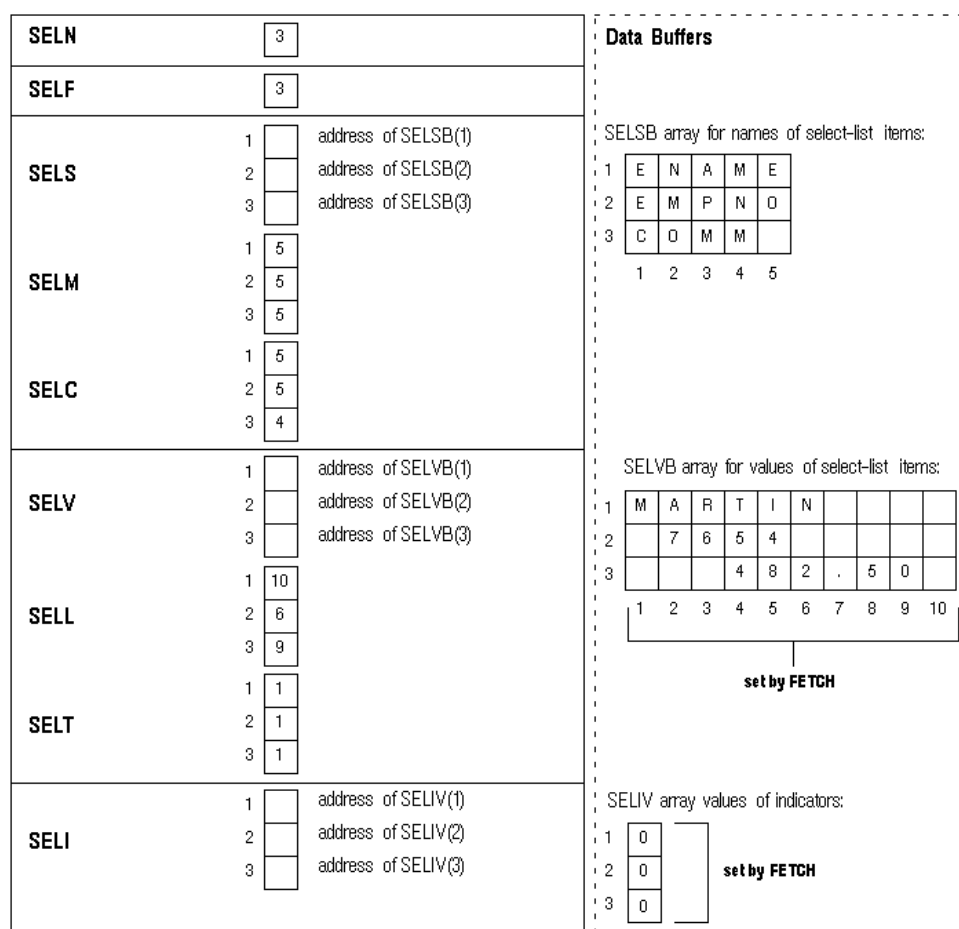 SELN 3
Data Buffers
SELF 3
SELSB array for names of select-list items:
1 address of SELSB(1)
SELS 2 address of SELSB(2)
3 address of SELSB(3)
1 E N A M E
2 E M P N O
3 C O M M
1 2 3 4 5
1 5
SELM 2 5
3 5
1 5
SELC 2 5
3 4
1 address of SELVB(1)
SELV 2 address of SELVB(2)
3 address of SELVB(3)
SELVB array for values of select-list items:
1 M A R T I N
2 7 6 5 4
3 4 8 2 . 5 0
1 2 3 4 5 6 7 8 9 10
set by FETCH
1 10
SELL 2 6
3 9
1 1
SELT 2 1
3 1
1 address of SELIV(1)
SELI 2 address of SELIV(2)
3 address of SELIV(3)
SELIV array values of indicators:
1 0
2 0 set by FETCH
3 0